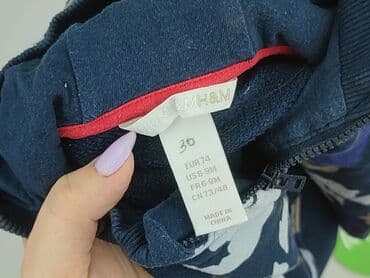 H&M
30
EUR 74
US 6-9M
FR 6-9M
CN 73/48
MADE IN
CHINA